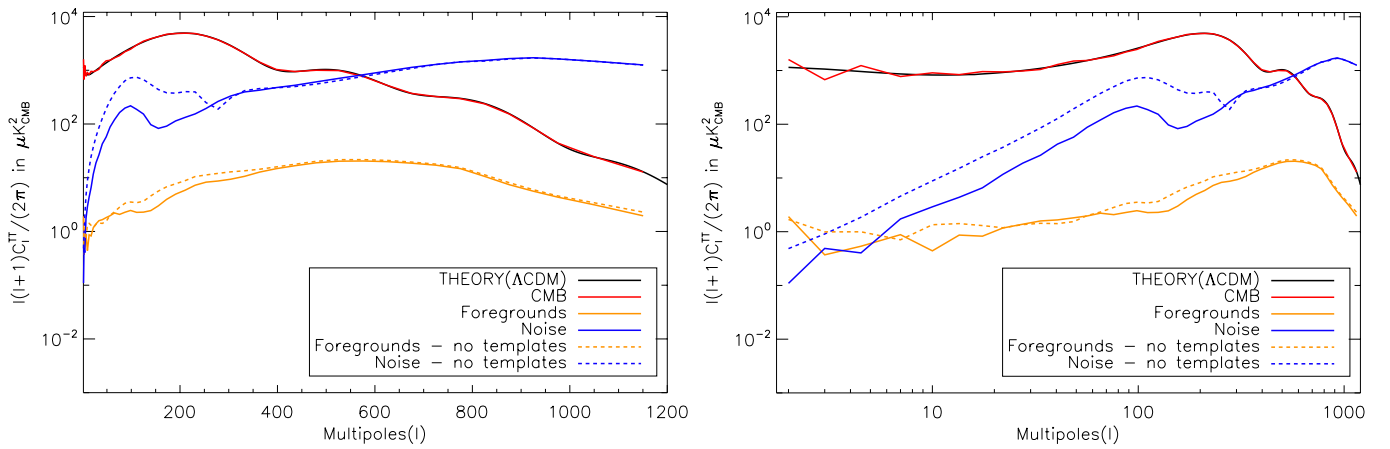 l(l+1)C_l^TT/(2π) in μK²_CMB
10^4
10^2
10^0
10^-2
THEORY(ΛCDM)
CMB
Foregrounds
Noise
Foregrounds - no templates
Noise - no templates
200 400 600 800 1000 1200
Multipoles(l)
l(l+1)C_l^TT/(2π) in μK²_CMB
10^4
10^2
10^0
10^-2
THEORY(ΛCDM)
CMB
Foregrounds
Noise
Foregrounds - no templates
Noise - no templates
10 100 1000
Multipoles(l)